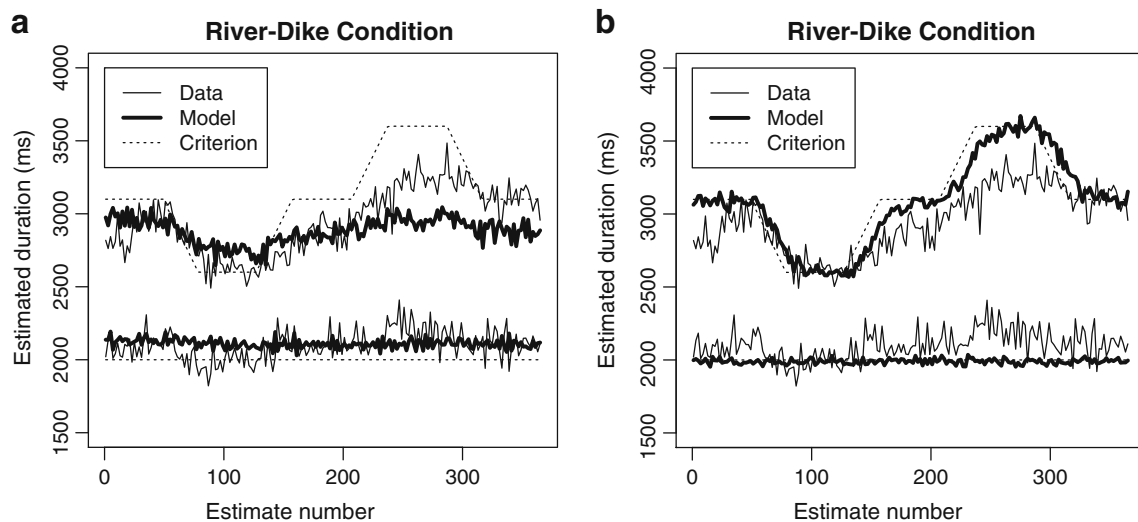 a
River-Dike Condition
Data
Model
Criterion
4000
3500
3000
2500
2000
1500
Estimated duration (ms)
0
100
200
300
Estimate number
b
River-Dike Condition
Data
Model
Criterion
4000
3500
3000
2500
2000
1500
Estimated duration (ms)
0
100
200
300
Estimate number